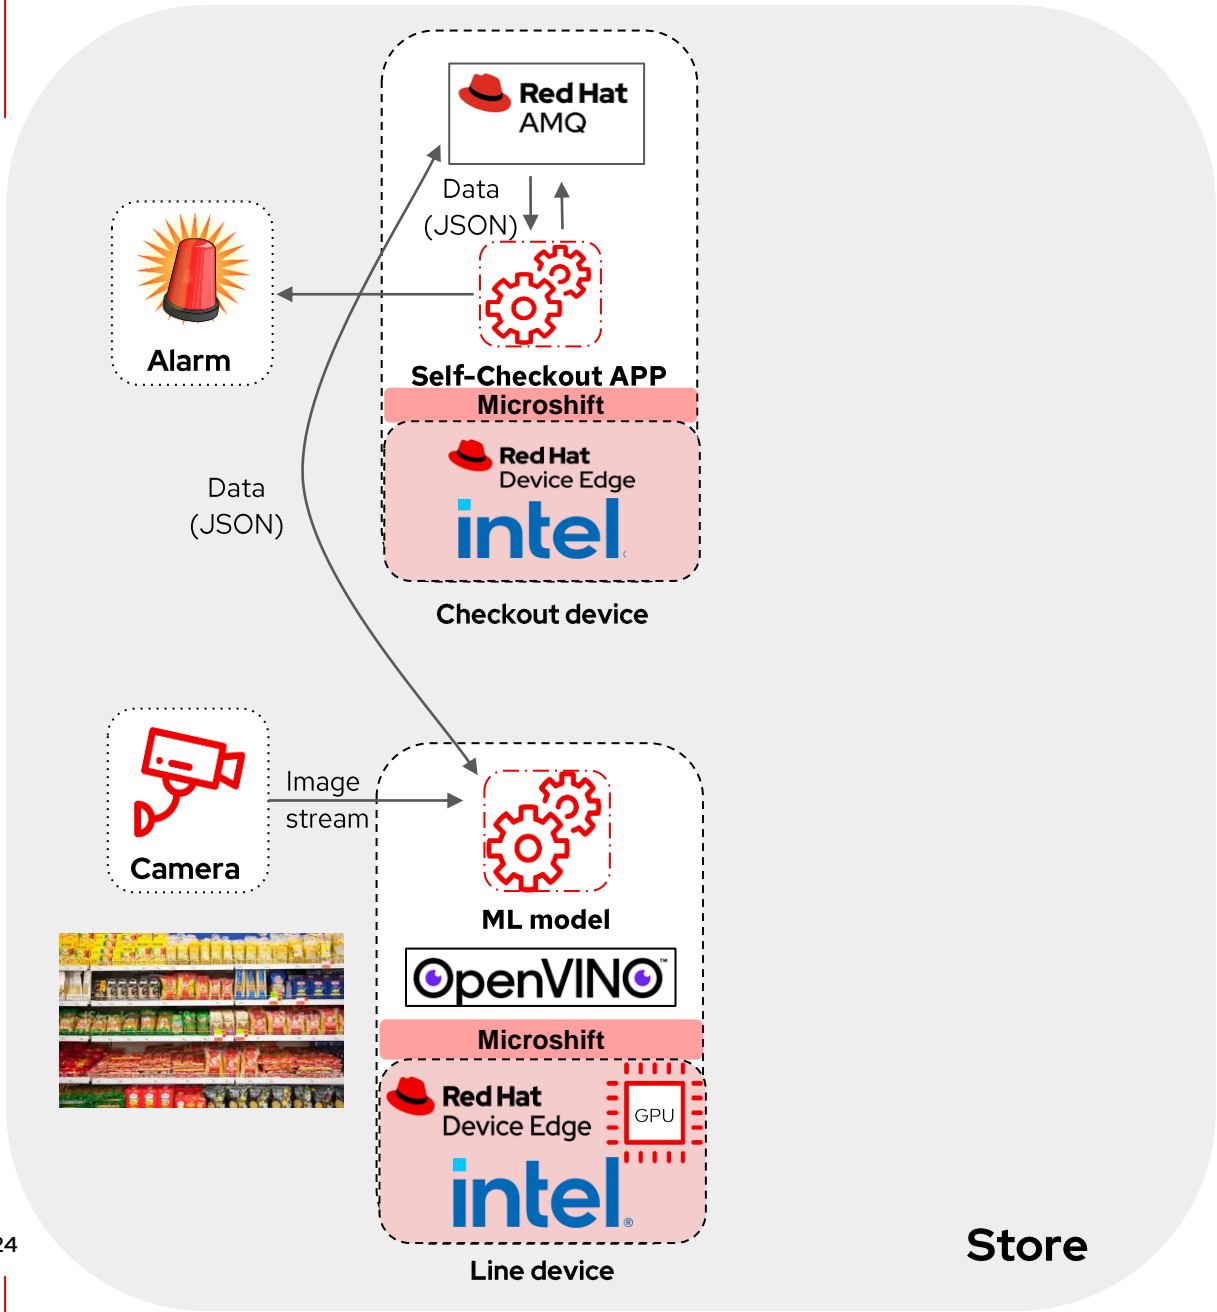 Red Hat
AMQ
Data
(JSON)
Alarm
Self-Checkout APP
Microshift
Red Hat
Device Edge
intel
Data
(JSON)
Checkout device
Image
stream
Camera
ML model
OpenVINO™
Microshift
Red Hat
Device Edge
GPU
intel®
Line device
Store
24